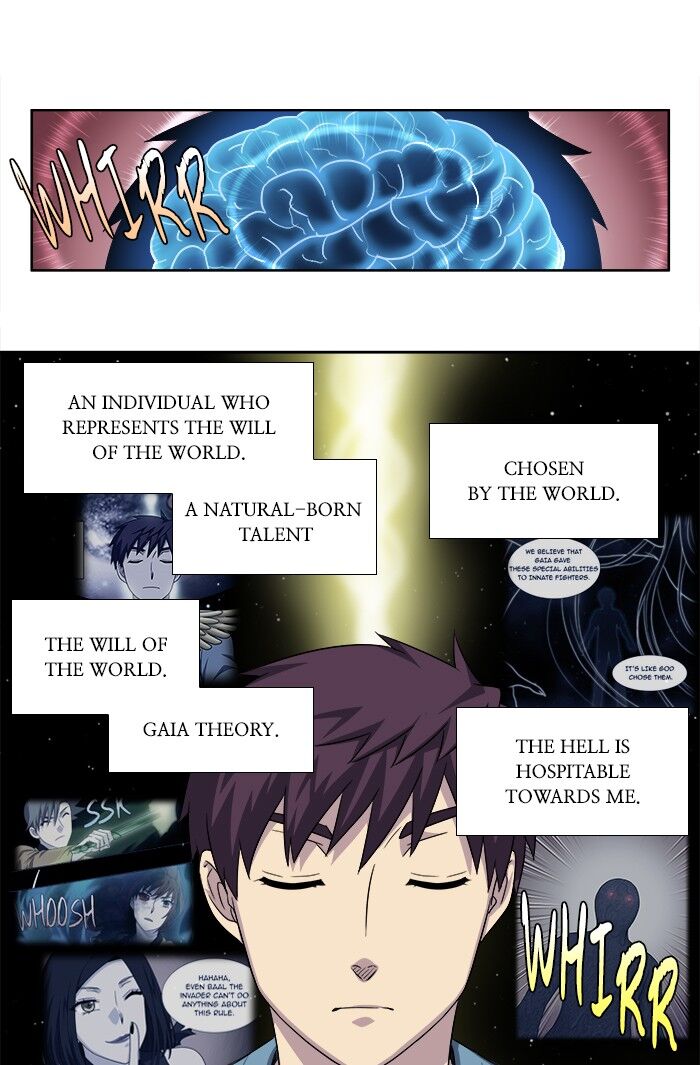 WHIRR
AN INDIVIDUAL WHO
REPRESENTS THE WILL
OF THE WORLD.
A NATURAL-BORN
TALENT
CHOSEN
BY THE WORLD.
WE BELIEVE THAT
GAIA GAVE
THESE SPECIAL ABILITIES
TO INNATE FIGHTERS.
IT'S LIKE GOD
CHOSE THEM.
THE WILL OF
THE WORLD.
GAIA THEORY.
THE HELL IS
HOSPITABLE
TOWARDS ME.
SSK
WHOOSH
HAHAHA,
EVEN BAAL THE
INVADER CAN'T DO
ANYTHING ABOUT
THIS RULE.
WHIRR